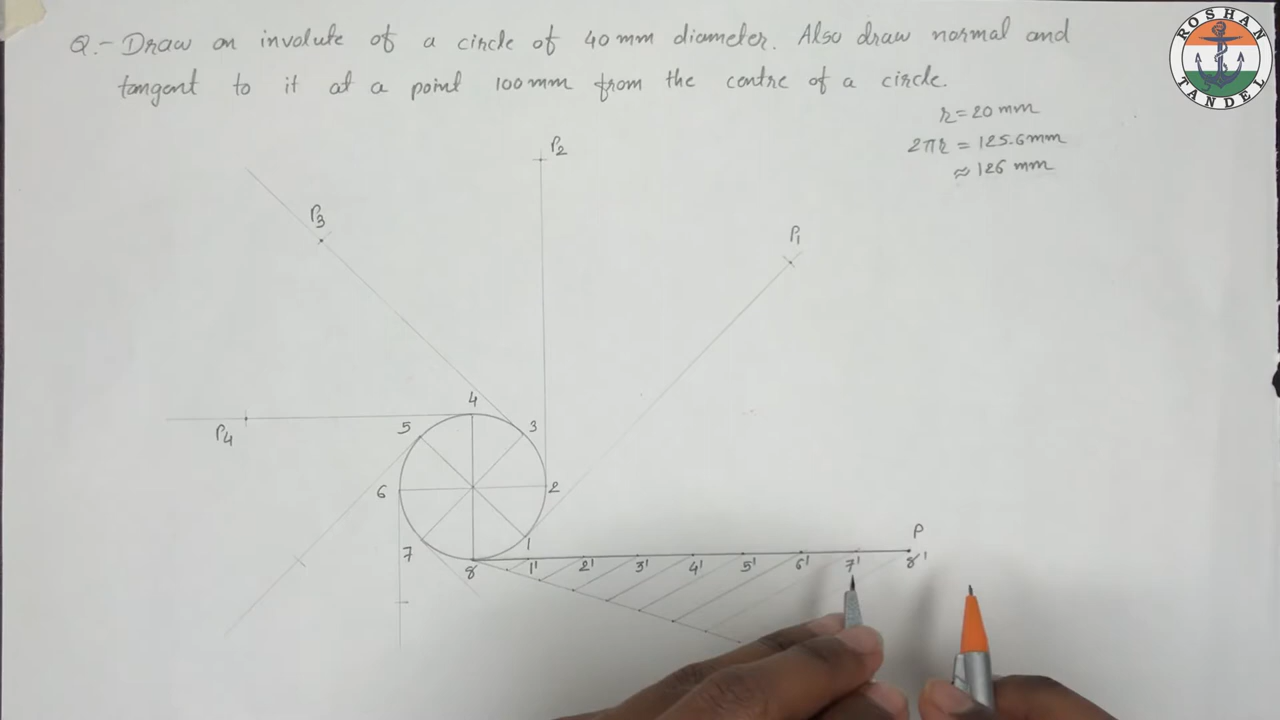 Q.- Draw an involute of a circle of 40 mm diameter. Also draw normal and
tangent to it at a point 100 mm from the centre of a circle.
r = 20 mm
2πr = 125.6 mm
≈ 126 mm
ROSHAN
TANDEL
P2
P3
P1
4
P4
5
3
6
2
P
7
1
8
1' 2' 3' 4' 5' 6' 7' 8'